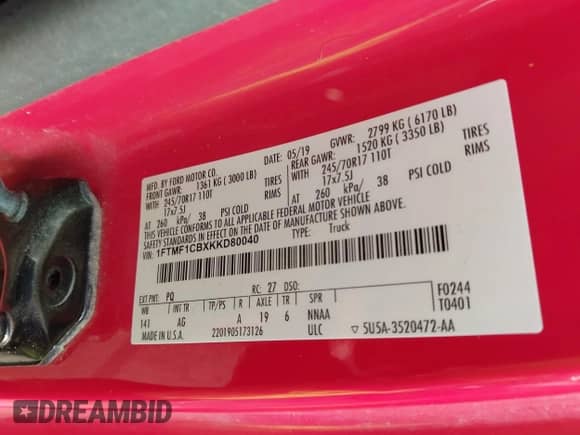 MFD. BY FORD MOTOR CO.
DATE: 05/19 GVWR: 2799 KG ( 6170 LB)
FRONT GAWR: 1361 KG ( 3000 LB)
REAR GAWR: 1520 KG ( 3350 LB)
WITH 245/70R17 110T TIRES
WITH 245/70R17 110T TIRES
17x7.5J RIMS
17x7.5J RIMS
AT 260 kPa/ 38 PSI COLD
AT 260 kPa/ 38 PSI COLD
THIS VEHICLE CONFORMS TO ALL APPLICABLE FEDERAL MOTOR VEHICLE
SAFETY STANDARDS IN EFFECT ON THE DATE OF MANUFACTURE SHOWN ABOVE.
VIN: 1FTMF1CBXKKD80040 TYPE: Truck
EXT PNT: PQ RC: 27 DSO: F0244
WB INT TR TP/PS R AXLE TR SPR T0401
141 AG A 19 6 NNAA
MADE IN U.S.A. 2201905173126 ULC ▽ 5U5A-3520472-AA
DREAMBID